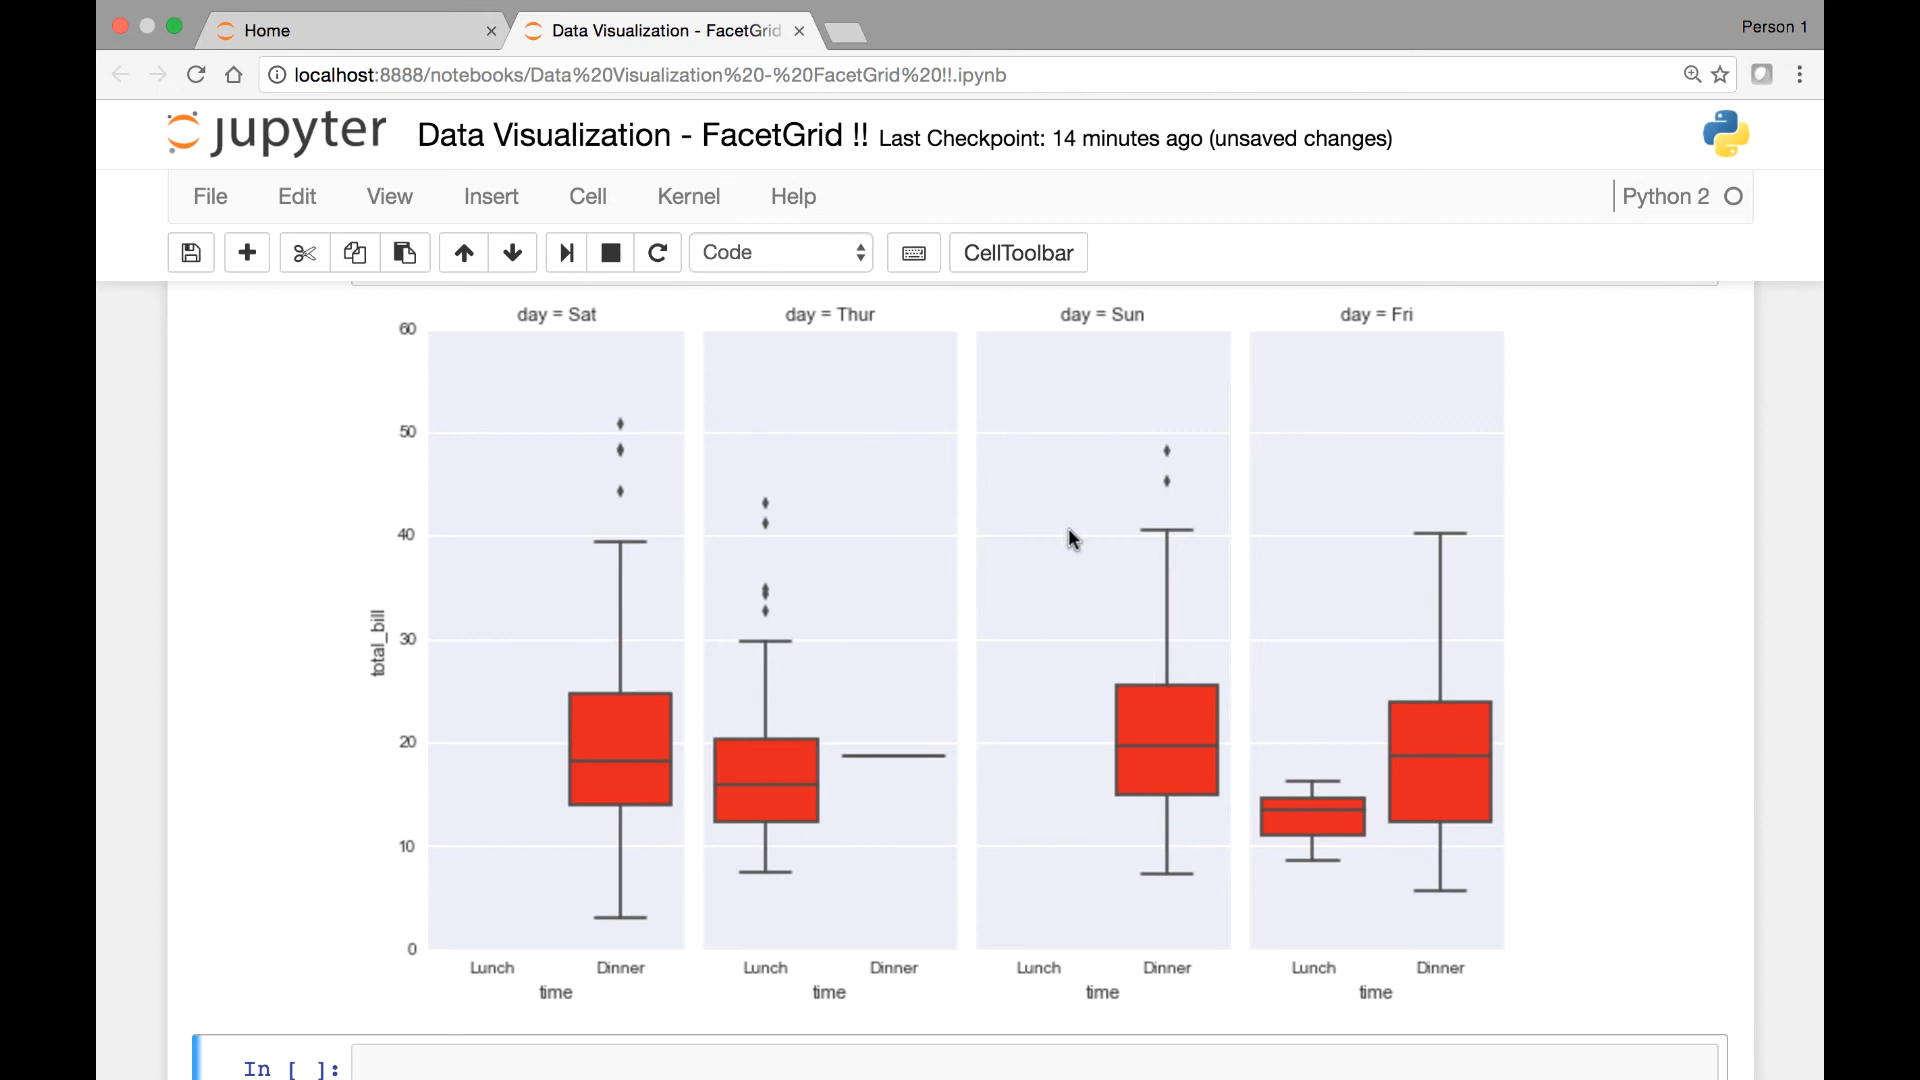 Home
Data Visualization - FacetGrid
Person 1
localhost:8888/notebooks/Data%20Visualization%20-%20FacetGrid%20!!.ipynb
jupyter Data Visualization - FacetGrid !! Last Checkpoint: 14 minutes ago (unsaved changes)
File Edit View Insert Cell Kernel Help Python 2
Code CellToolbar
day = Sat day = Thur day = Sun day = Fri
60
50
40
30
20
10
0
total_bill
Lunch Dinner Lunch Dinner Lunch Dinner Lunch Dinner
time time time time
In [ ]: